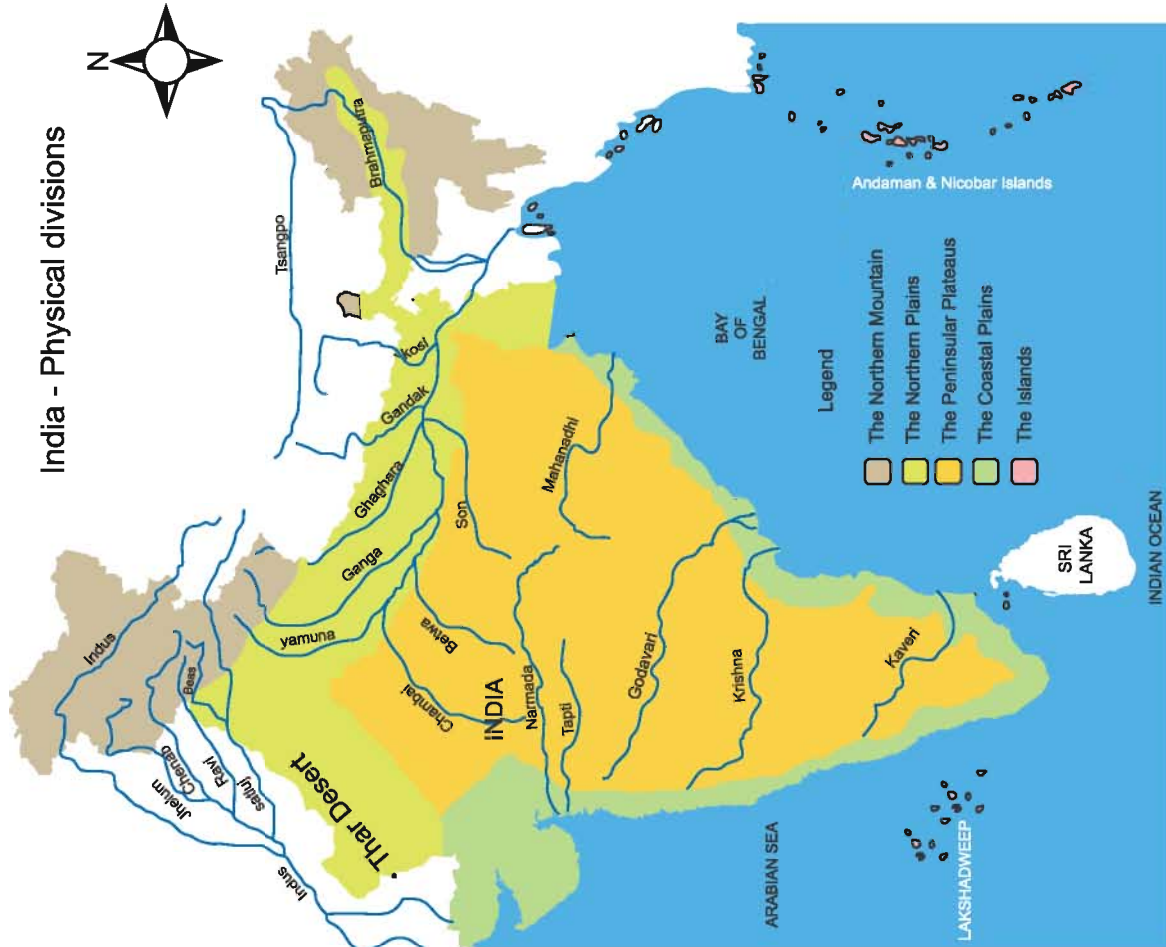 India - Physical divisions
N
Tsangpo
Brahmaputra
Indus
kosi
Gandak
Ghaghara
Ganga
yamuna
Beas
Jhelum
Chenab
Ravi
satluj
Indus
Thar Desert
Son
Betwa
Chambal
INDIA
Narmada
Tapti
Mahanadhi
Godavari
Krishna
Kaveri
BAY
OF
BENGAL
Andaman & Nicobar Islands
ARABIAN SEA
LAKSHADWEEP
SRI
LANKA
INDIAN OCEAN
Legend
The Northern Mountain
The Northern Plains
The Peninsular Plateaus
The Coastal Plains
The Islands